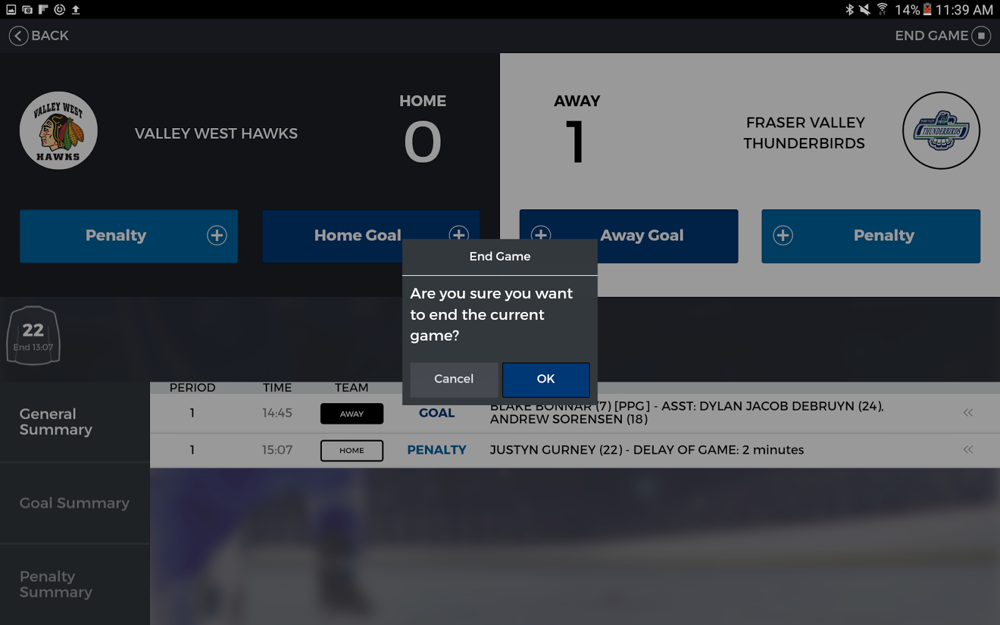 14% 11:39 AM
BACK
END GAME
VALLEY WEST
HAWKS
VALLEY WEST HAWKS
HOME
0
AWAY
1
FRASER VALLEY
THUNDERBIRDS
THUNDERBIRDS
Penalty
Home Goal
Away Goal
Penalty
End Game
Are you sure you want
to end the current
game?
Cancel
OK
22
End 13:07
General
Summary
Goal Summary
Penalty
Summary
PERIOD TIME TEAM
1 14:45 AWAY GOAL BLAKE BONNAR (7) [PPG] - ASST: DYLAN JACOB DEBRUYN (24),
ANDREW SORENSEN (18)
1 15:07 HOME PENALTY JUSTYN GURNEY (22) - DELAY OF GAME: 2 minutes